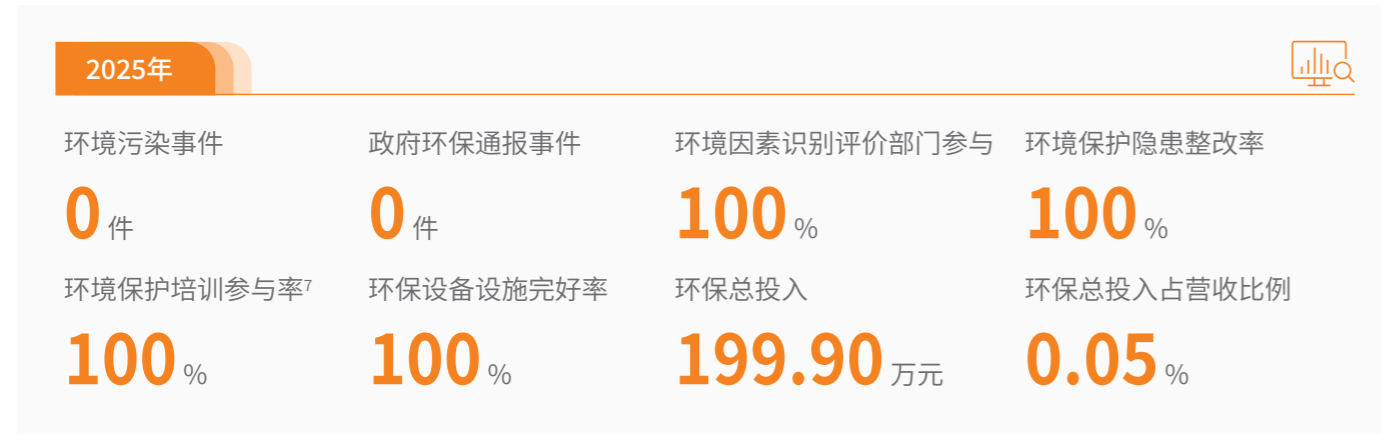 2025年
环境污染事件 政府环保通报事件 环境因素识别评价部门参与 环境保护隐患整改率
0 件 0 件 100 % 100 %
环境保护培训参与率7 环保设备设施完好率 环保总投入 环保总投入占营收比例
100 % 100 % 199.90 万元 0.05 %